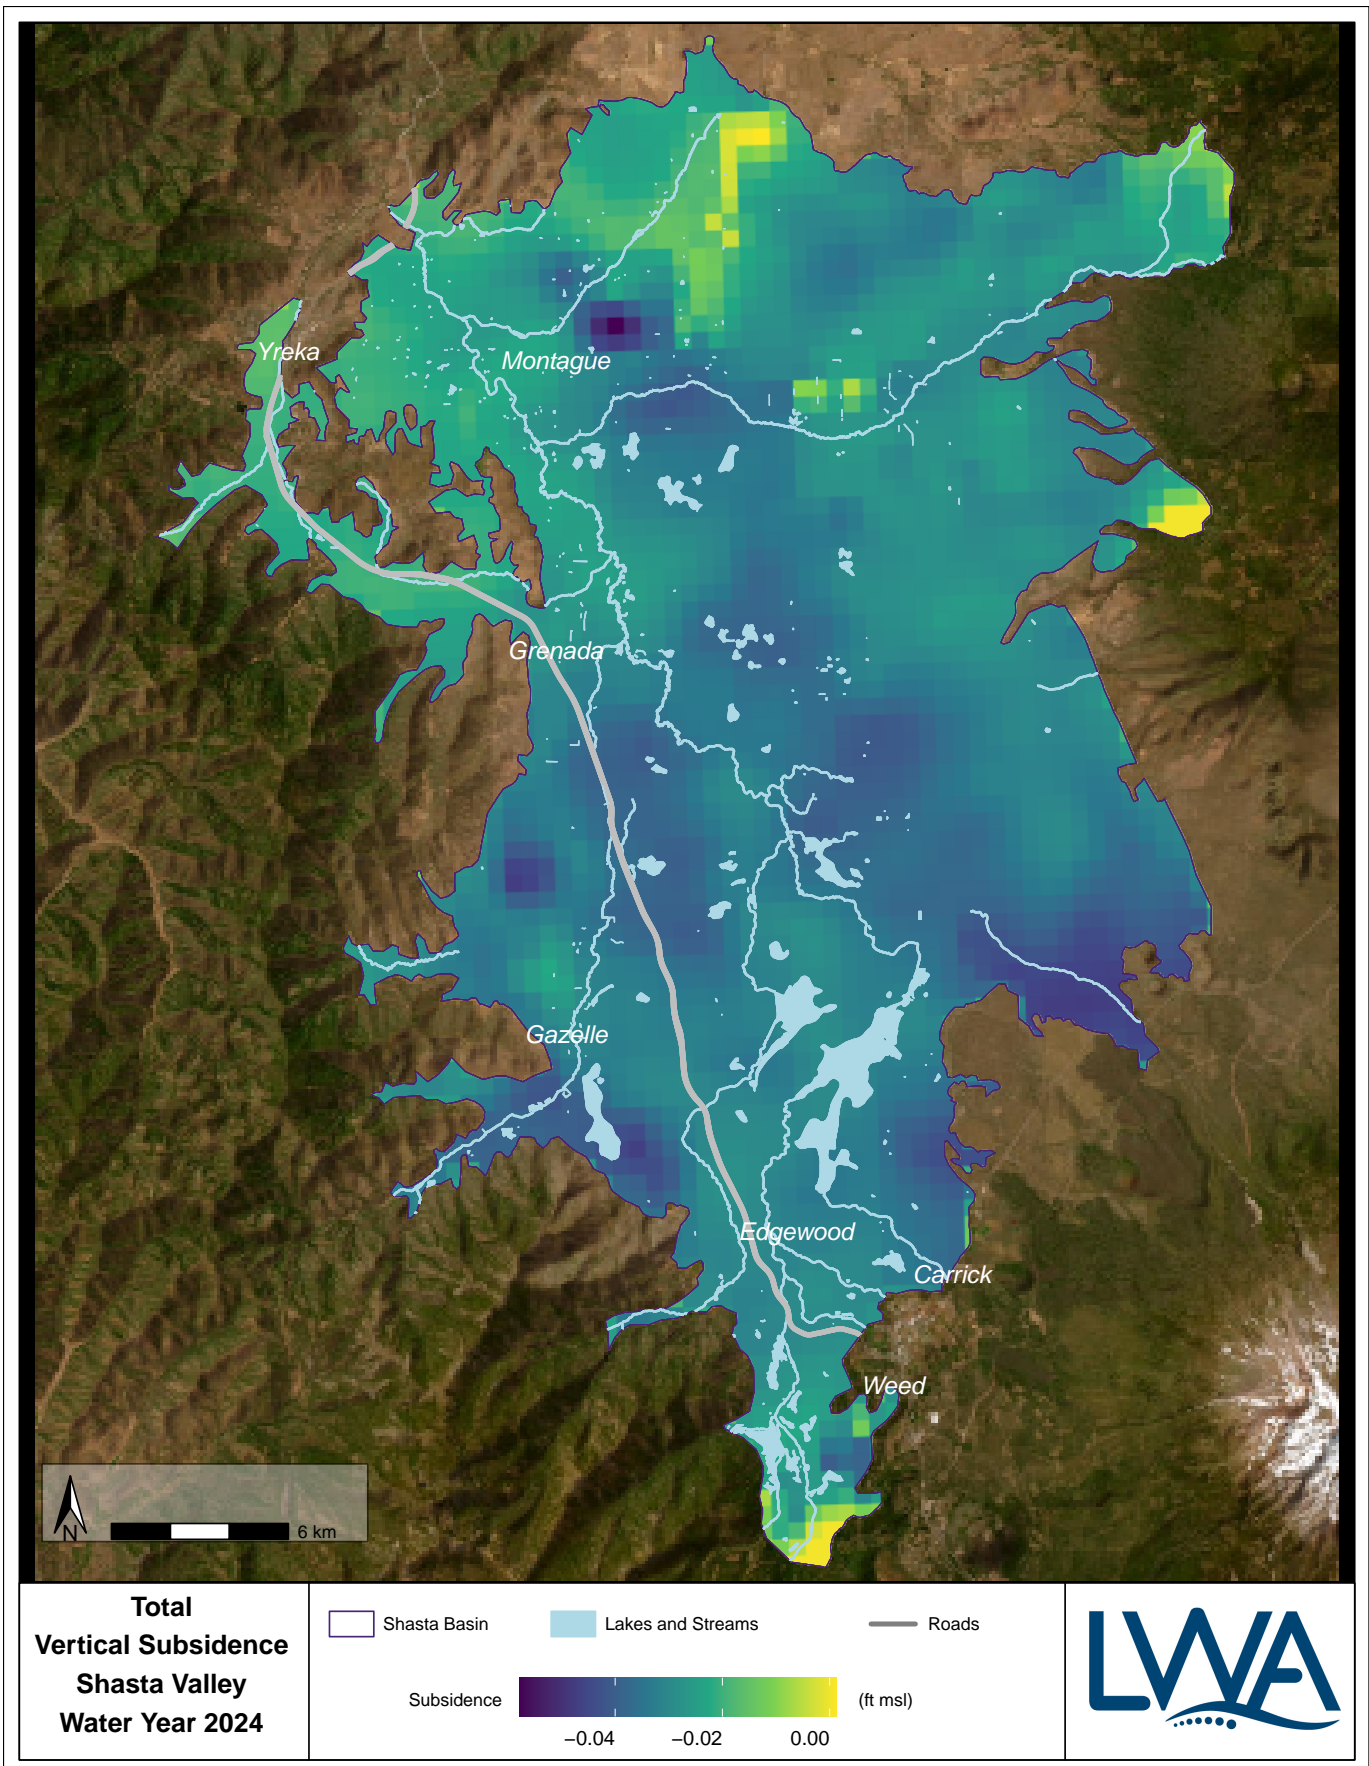 Yreka
Montague
Grenada
Gazelle
Edgewood
Carrick
Weed
N
6 km
Total
Vertical Subsidence
Shasta Valley
Water Year 2024
Shasta Basin
Lakes and Streams
Roads
Subsidence
(ft msl)
−0.04
−0.02
0.00
LWA